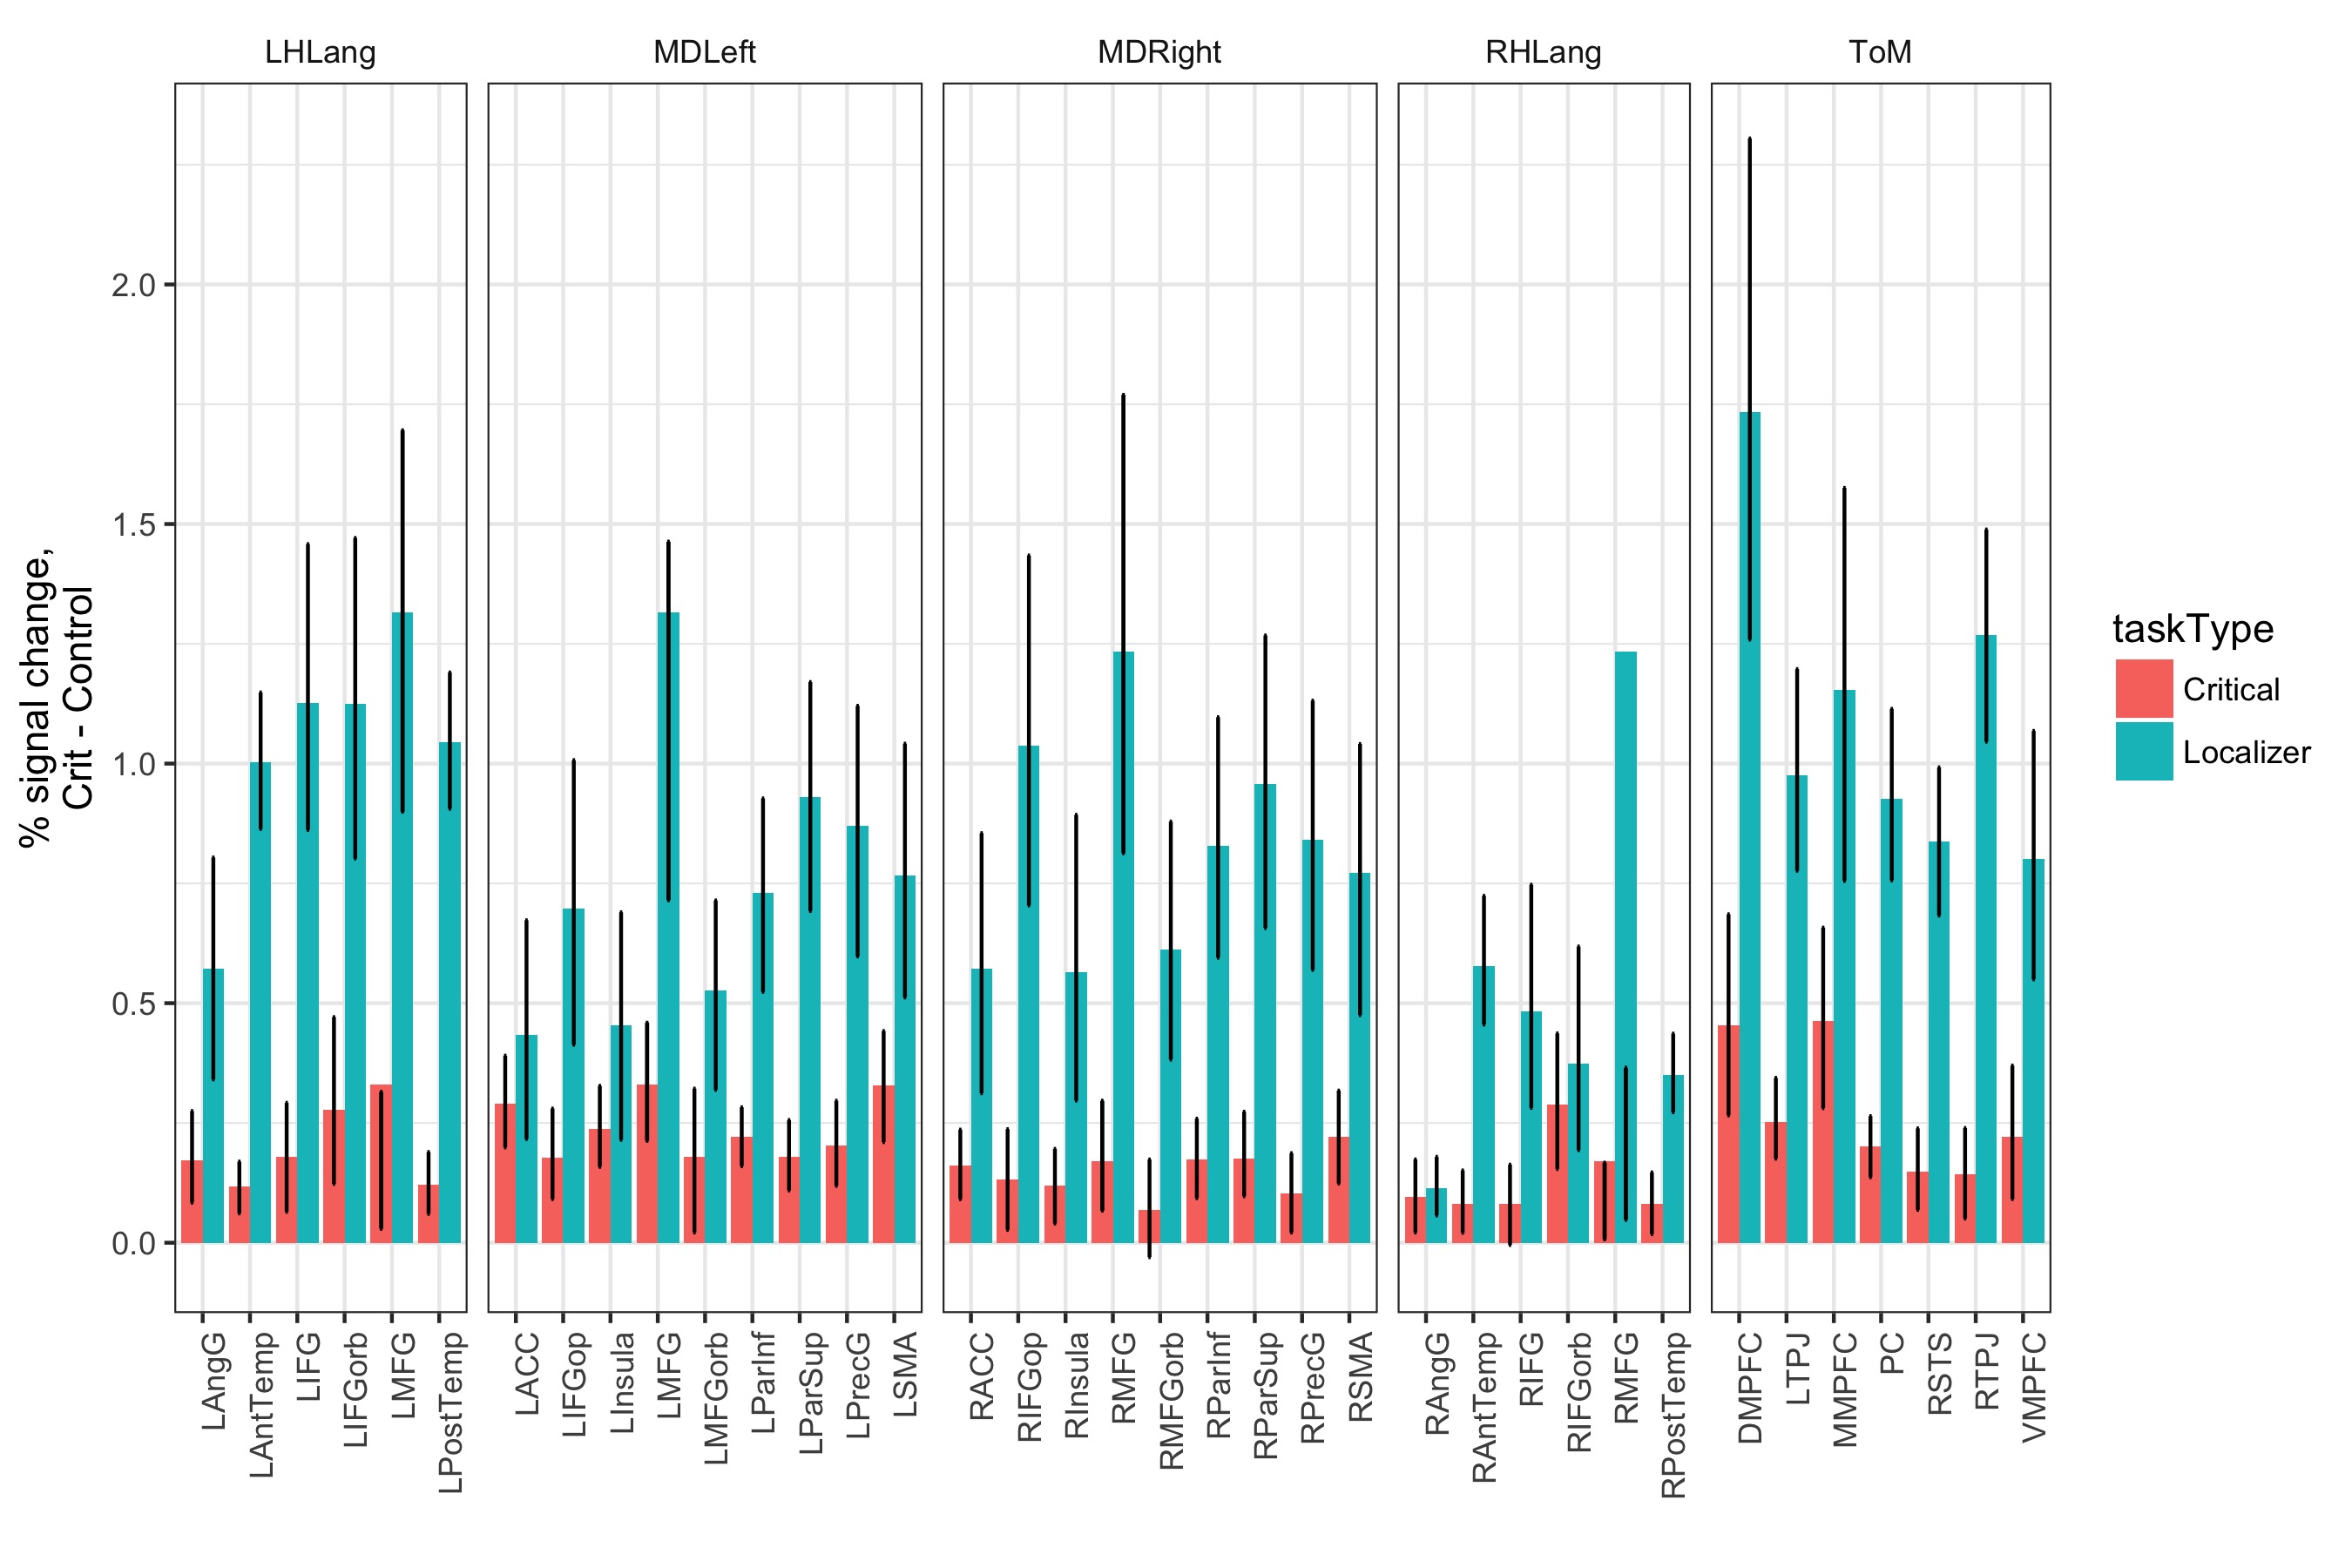 LHLang
MDLeft
MDRight
RHLang
ToM
% signal change,
Crit - Control
2.0
1.5
1.0
0.5
0.0
LAngG
LAntTemp
LIFG
LIFGorb
LMFG
LPostTemp
LACC
LIFGop
LInsula
LMFG
LMFGorb
LParInf
LParSup
LPrecG
LSMA
RACC
RIFGop
RInsula
RMFG
RMFGorb
RParInf
RParSup
RPrecG
RSMA
RAngG
RAntTemp
RIFG
RIFGorb
RMFG
RPostTemp
DMPFC
LTPJ
MMPFC
PC
RSTS
RTPJ
VMPFC
taskType
Critical
Localizer